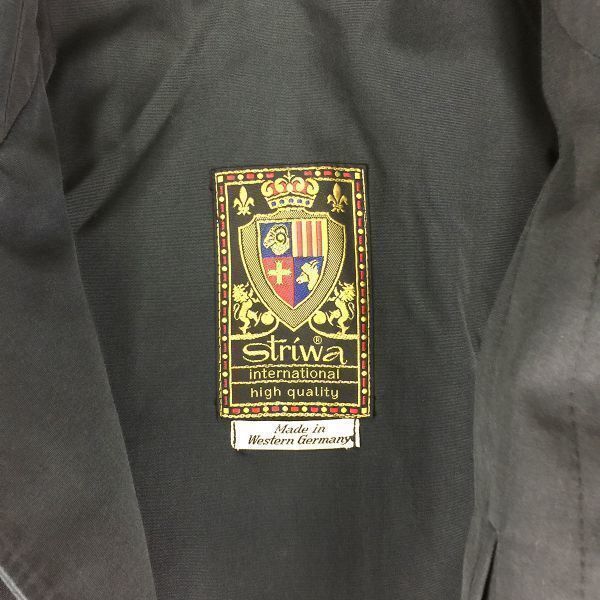 striwa®
international
high quality
Made in
Western Germany